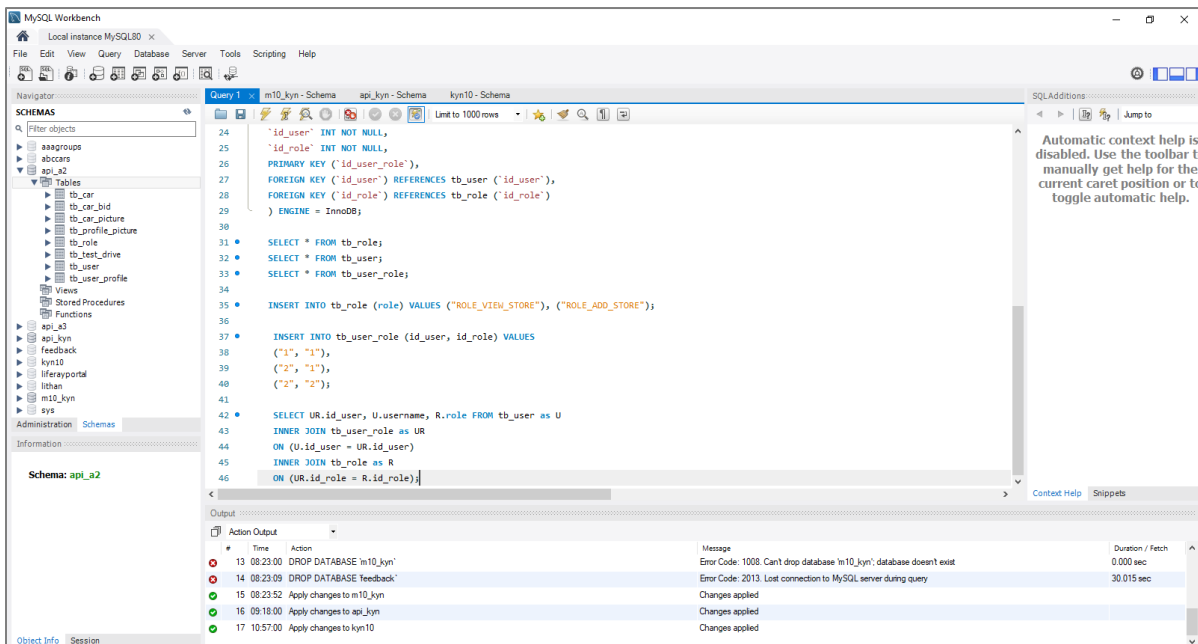 MySQL Workbench
Local instance MySQL80
File Edit View Query Database Server Tools Scripting Help
Navigator
SCHEMAS
Filter objects
aaagroups
abccars
api_a2
Tables
tb_car
tb_car_bid
tb_car_picture
tb_profile_picture
tb_role
tb_test_drive
tb_user
tb_user_profile
Views
Stored Procedures
Functions
api_a3
api_kyn
feedback
kyn10
liferayportal
lithan
m10_kyn
sys
Administration Schemas
Information
Schema: api_a2
Object Info Session
Query 1 m10_kyn - Schema api_kyn - Schema kyn10 - Schema
Limit to 1000 rows
24 `id_user` INT NOT NULL,
25 `id_role` INT NOT NULL,
26 PRIMARY KEY (`id_user_role`),
27 FOREIGN KEY (`id_user`) REFERENCES tb_user (`id_user`),
28 FOREIGN KEY (`id_role`) REFERENCES tb_role (`id_role`)
29 ) ENGINE = InnoDB;
30
31 SELECT * FROM tb_role;
32 SELECT * FROM tb_user;
33 SELECT * FROM tb_user_role;
34
35 INSERT INTO tb_role (role) VALUES ("ROLE_VIEW_STORE"), ("ROLE_ADD_STORE");
36
37 INSERT INTO tb_user_role (id_user, id_role) VALUES
38 ("1", "1"),
39 ("2", "1"),
40 ("2", "2");
41
42 SELECT UR.id_user, U.username, R.role FROM tb_user as U
43 INNER JOIN tb_user_role as UR
44 ON (U.id_user = UR.id_user)
45 INNER JOIN tb_role as R
46 ON (UR.id_role = R.id_role);
SQLAdditions
Jump to
Automatic context help is
disabled. Use the toolbar t
manually get help for the
current caret position or to
toggle automatic help.
Context Help Snippets
Output
Action Output
# Time Action Message Duration / Fetch
13 08:23:00 DROP DATABASE `m10_kyn` Error Code: 1008. Can't drop database 'm10_kyn'; database doesn't exist 0.000 sec
14 08:23:09 DROP DATABASE `feedback` Error Code: 2013. Lost connection to MySQL server during query 30.015 sec
15 08:23:52 Apply changes to m10_kyn Changes applied
16 09:18:00 Apply changes to api_kyn Changes applied
17 10:57:00 Apply changes to kyn10 Changes applied